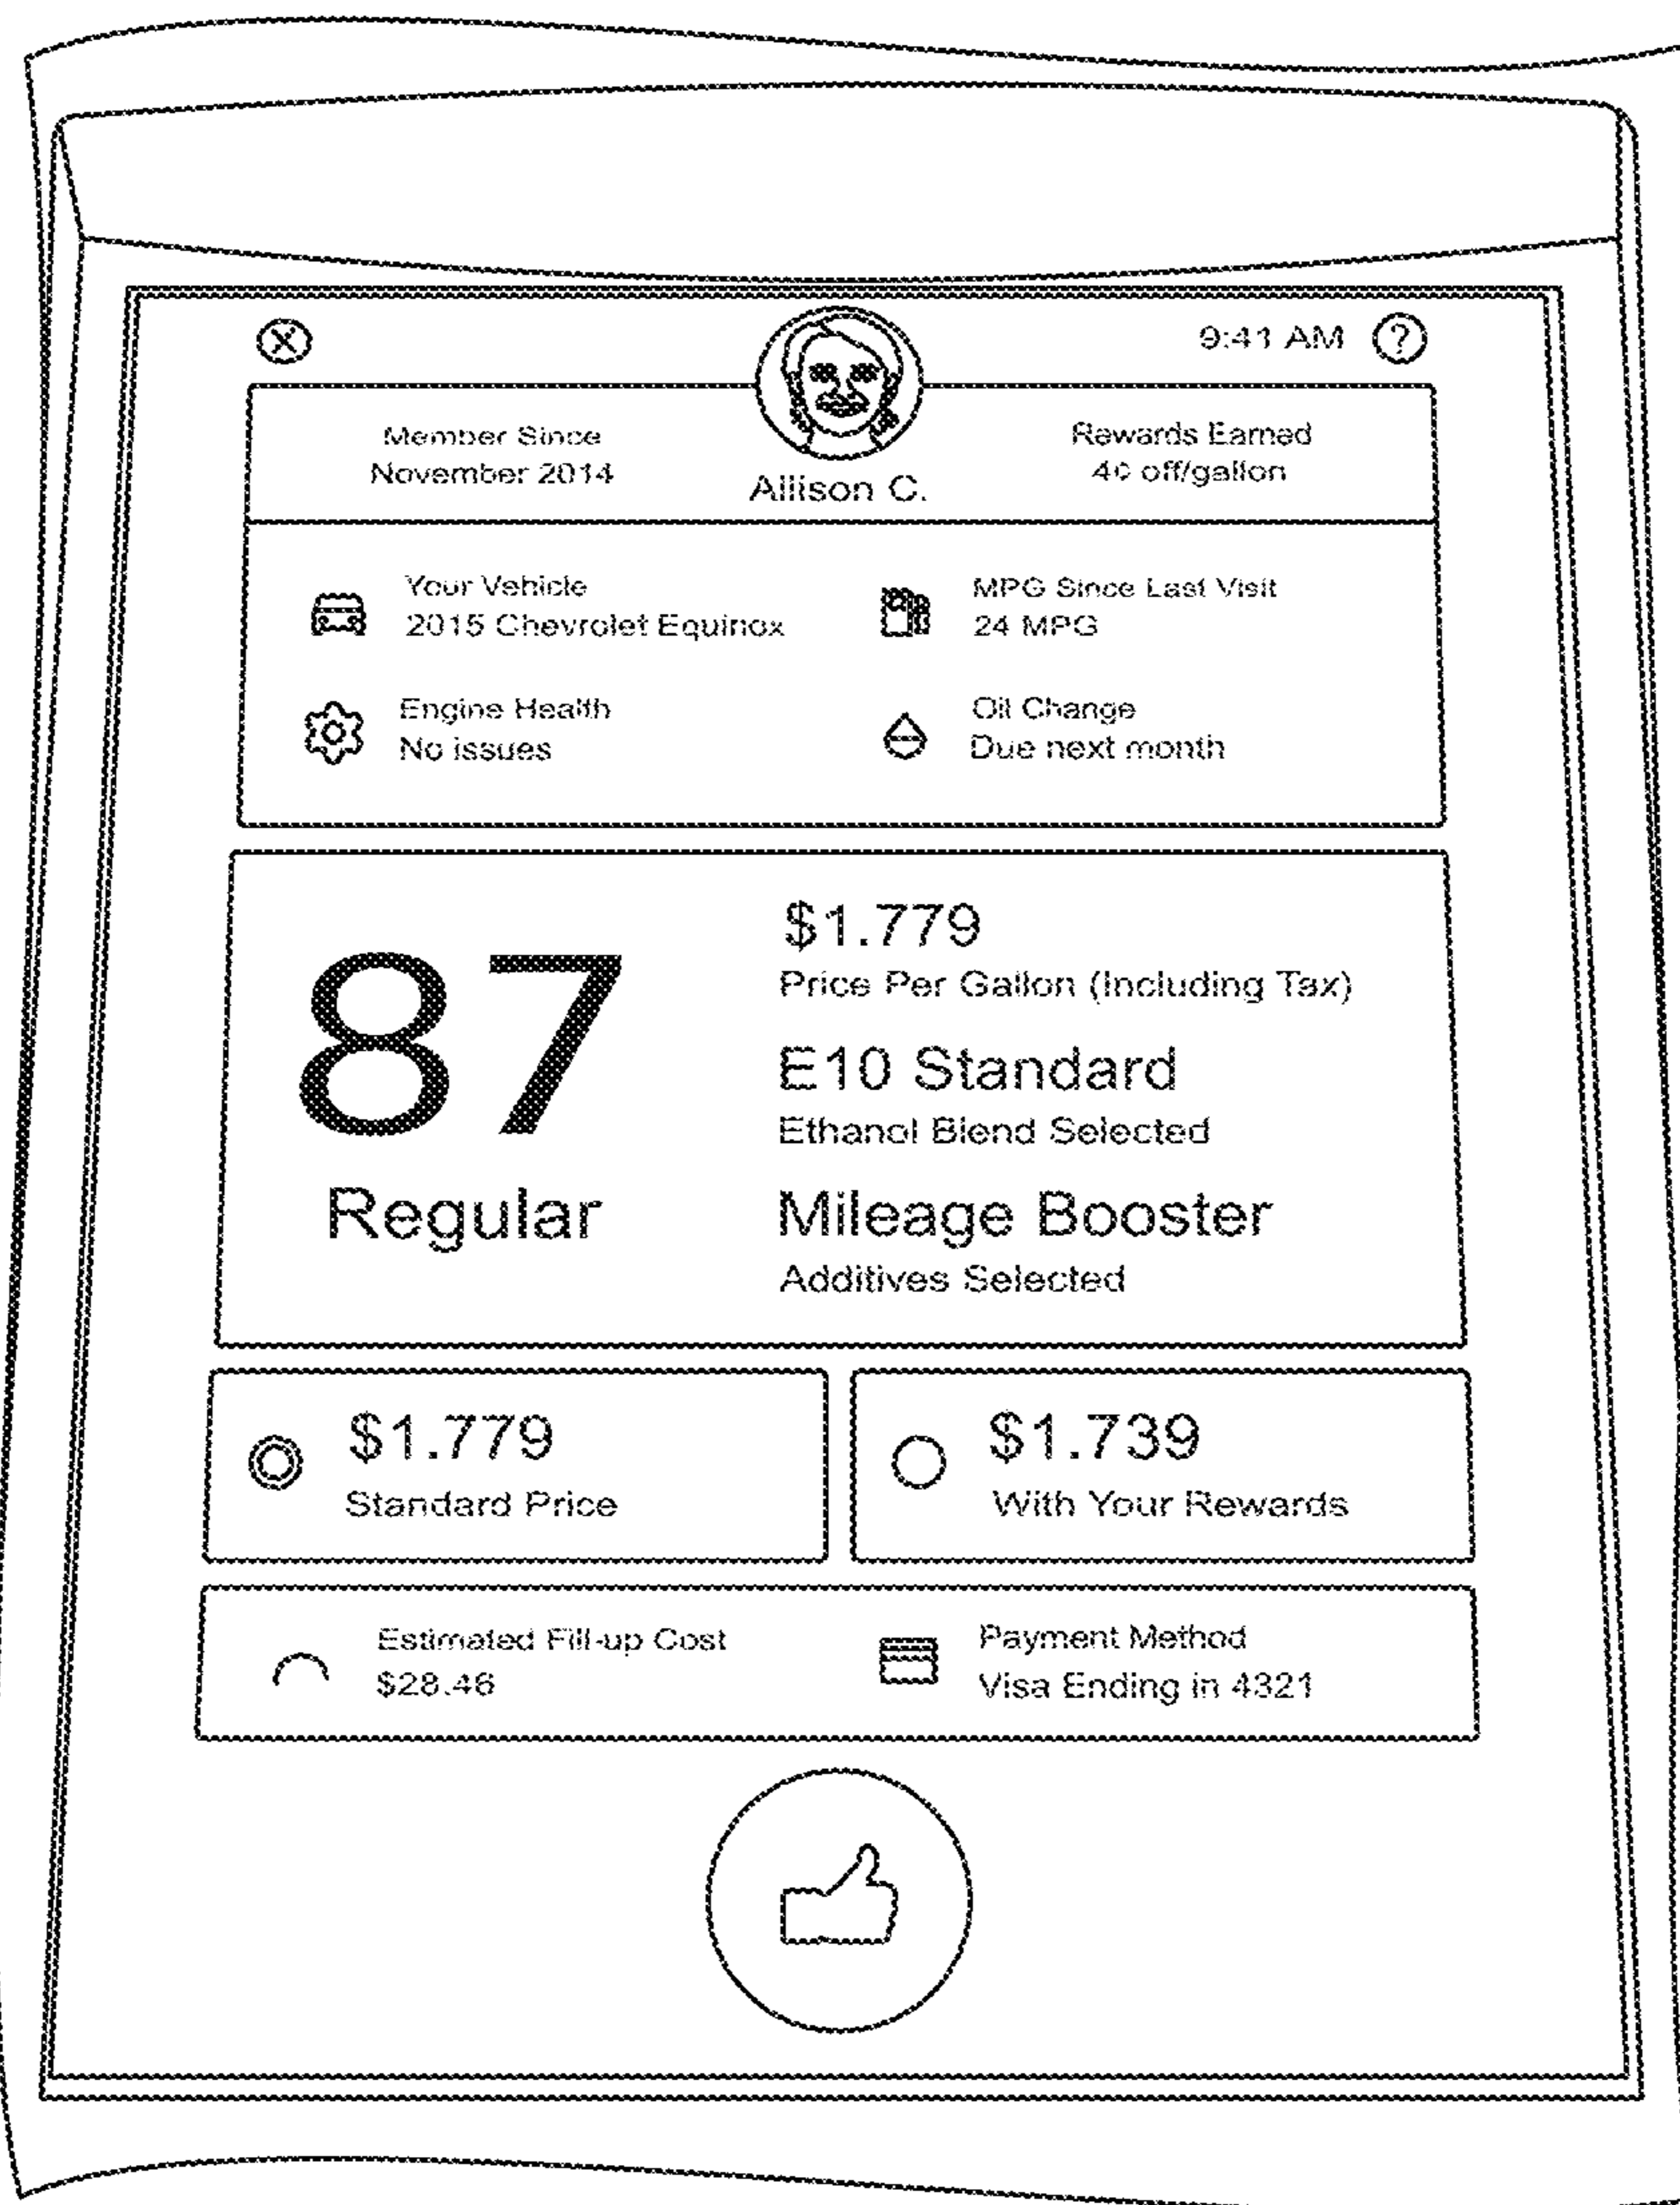 9:41 AM ?
Member Since
November 2014
Allison C.
Rewards Earned
4¢ off/gallon
Your Vehicle
2015 Chevrolet Equinox
MPG Since Last Visit
24 MPG
Engine Health
No issues
Oil Change
Due next month
87
Regular
$1.779
Price Per Gallon (Including Tax)
E10 Standard
Ethanol Blend Selected
Mileage Booster
Additives Selected
$1.779
Standard Price
$1.739
With Your Rewards
Estimated Fill-up Cost
$28.46
Payment Method
Visa Ending in 4321